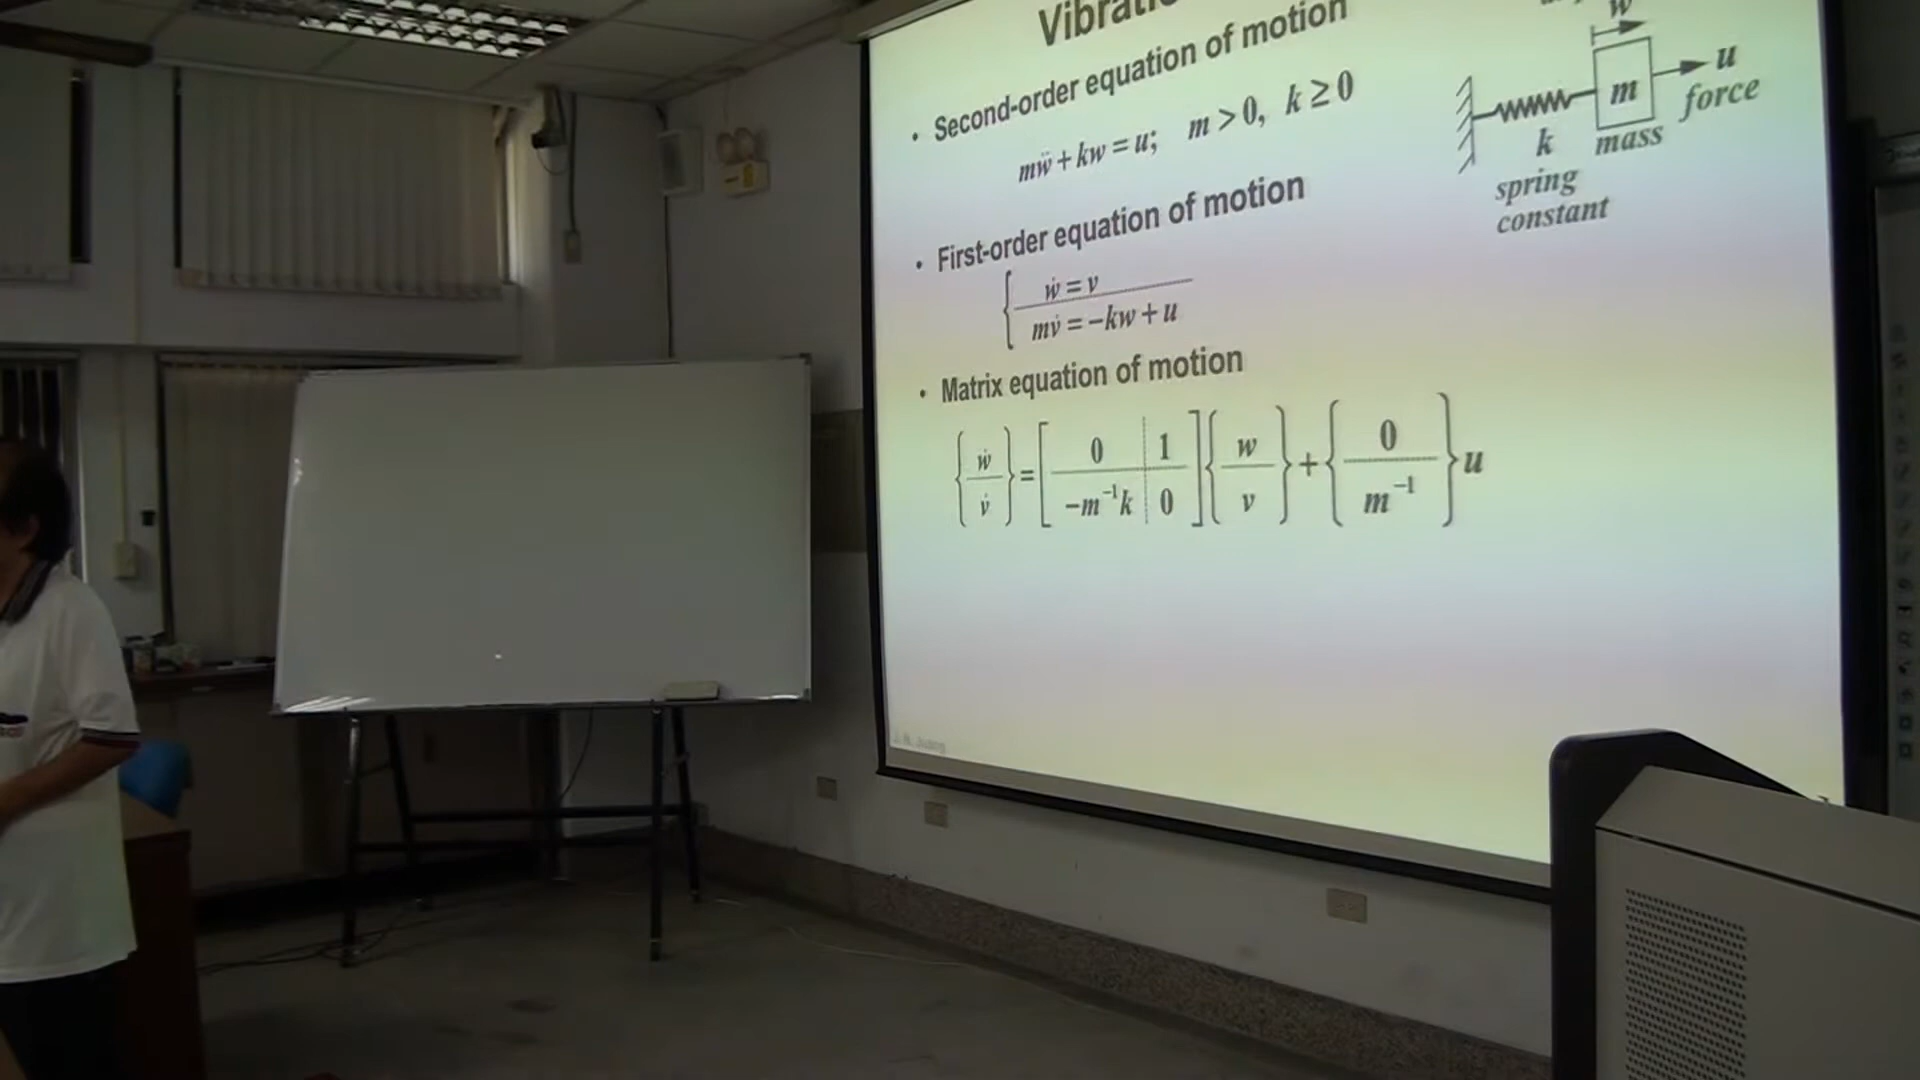 Vibrati
• Second-order equation of motion
mẅ + kw = u; m > 0, k ≥ 0
w
m
u
force
k
mass
spring
constant
• First-order equation of motion
ẇ = v
mv̇ = −kw + u
• Matrix equation of motion
{ẇ / v̇} = [0 1 / −m⁻¹k 0] {w / v} + {0 / m⁻¹} u